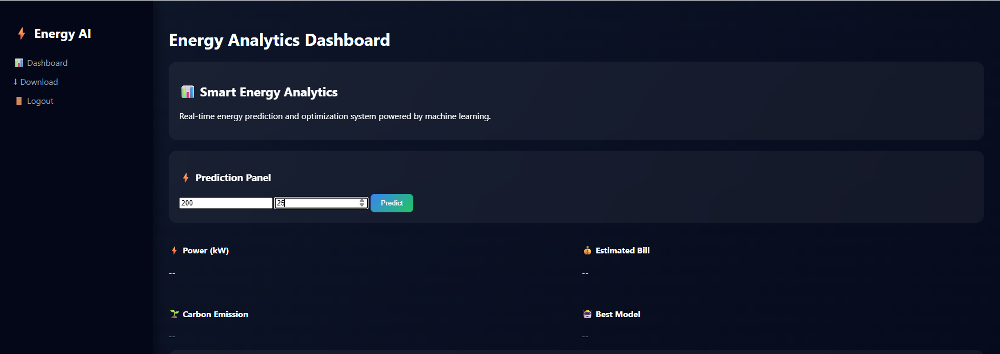 Energy AI
Dashboard
Download
Logout
Energy Analytics Dashboard
Smart Energy Analytics
Real-time energy prediction and optimization system powered by machine learning.
Prediction Panel
200 25 Predict
Power (kW) Estimated Bill
-- --
Carbon Emission Best Model
-- --